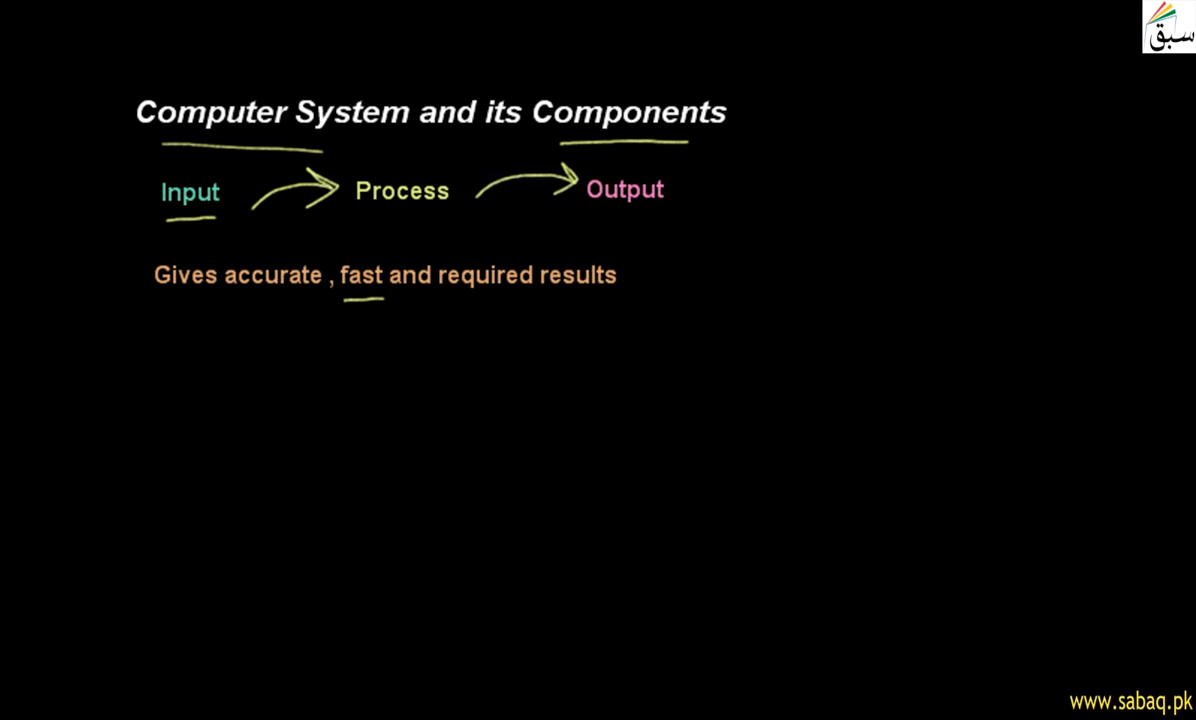 سبق
Computer System and its Components
Input Process Output
Gives accurate , fast and required results
www.sabaq.pk